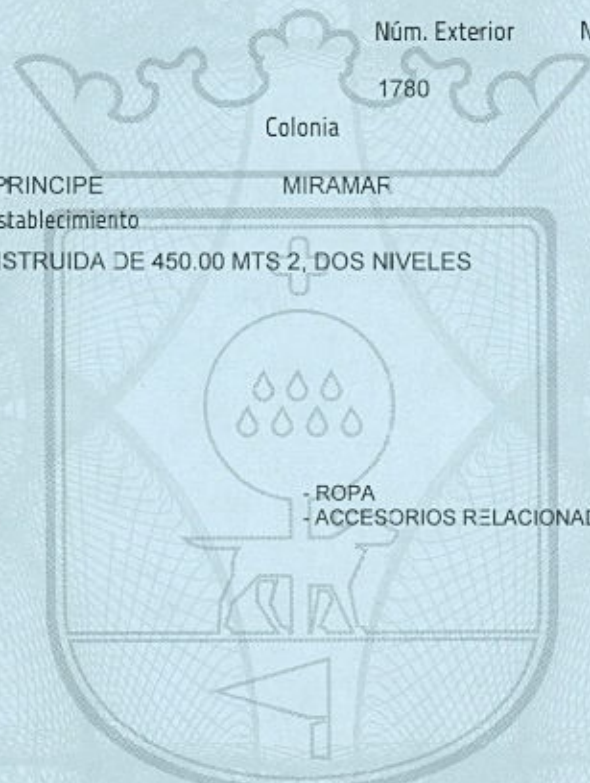 Núm. Exterior
1780
Colonia
PRINCIPE MIRAMAR
stablecimiento
STRUIDA DE 450.00 MTS 2, DOS NIVELES
- ROPA
- ACCESORIOS RELACIONAD